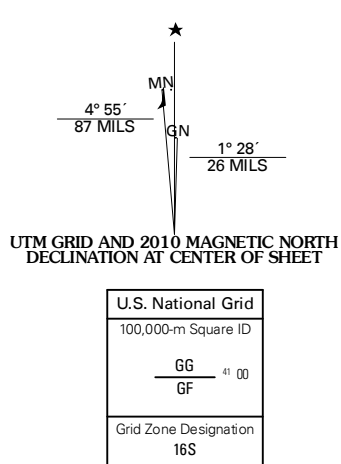 MN
4° 55´
87 MILS
GN
1° 28´
26 MILS
UTM GRID AND 2010 MAGNETIC NORTH
DECLINATION AT CENTER OF SHEET
U.S. National Grid
100,000-m Square ID
GG
41 00
GF
Grid Zone Designation
16S